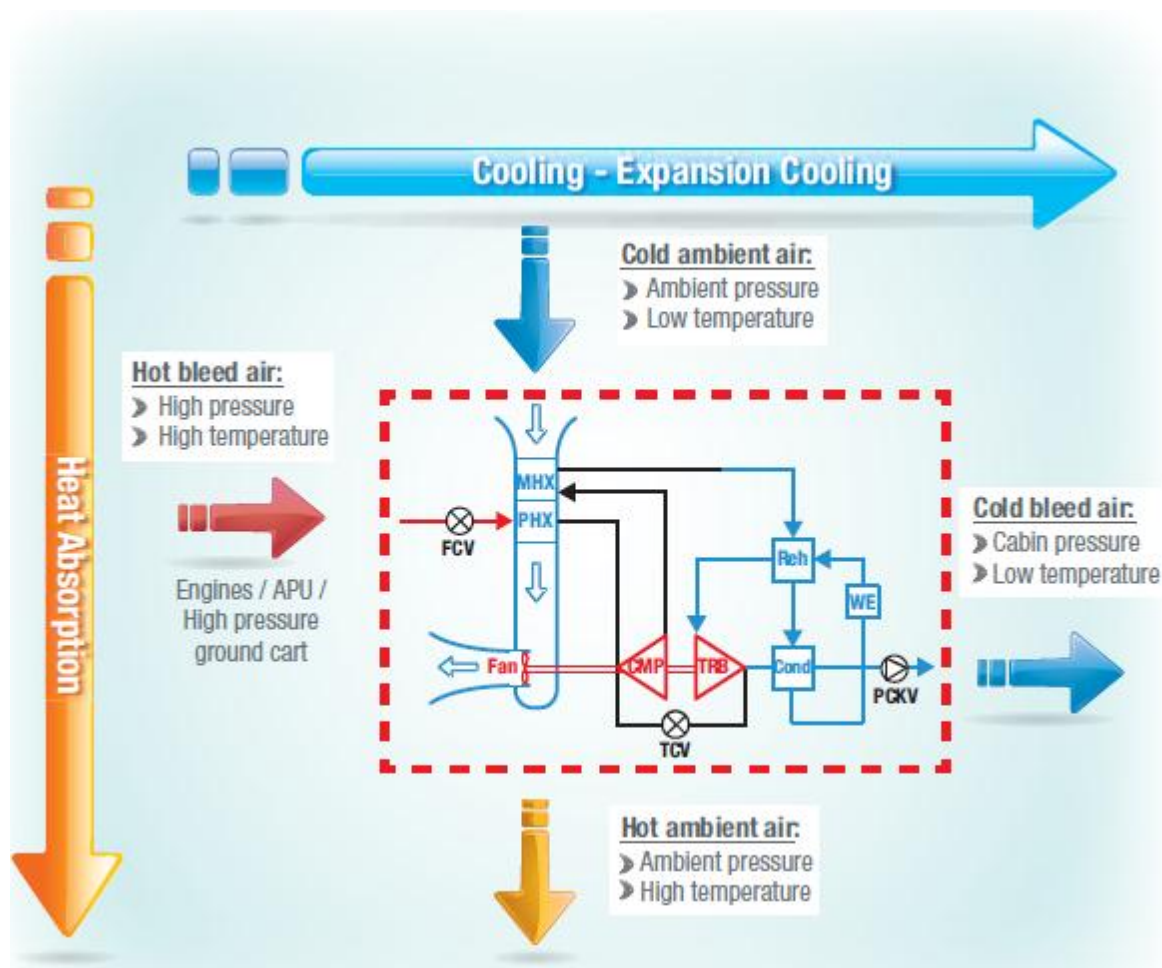 Cooling - Expansion Cooling
Cold ambient air:
Ambient pressure
Low temperature
Hot bleed air:
High pressure
High temperature
Heat Absorption
MHX
PHX
FCV
Engines / APU /
High pressure
ground cart
Reh
WE
Cold bleed air:
Cabin pressure
Low temperature
Fan
CMP
TRB
Cond
PCKV
TCV
Hot ambient air:
Ambient pressure
High temperature